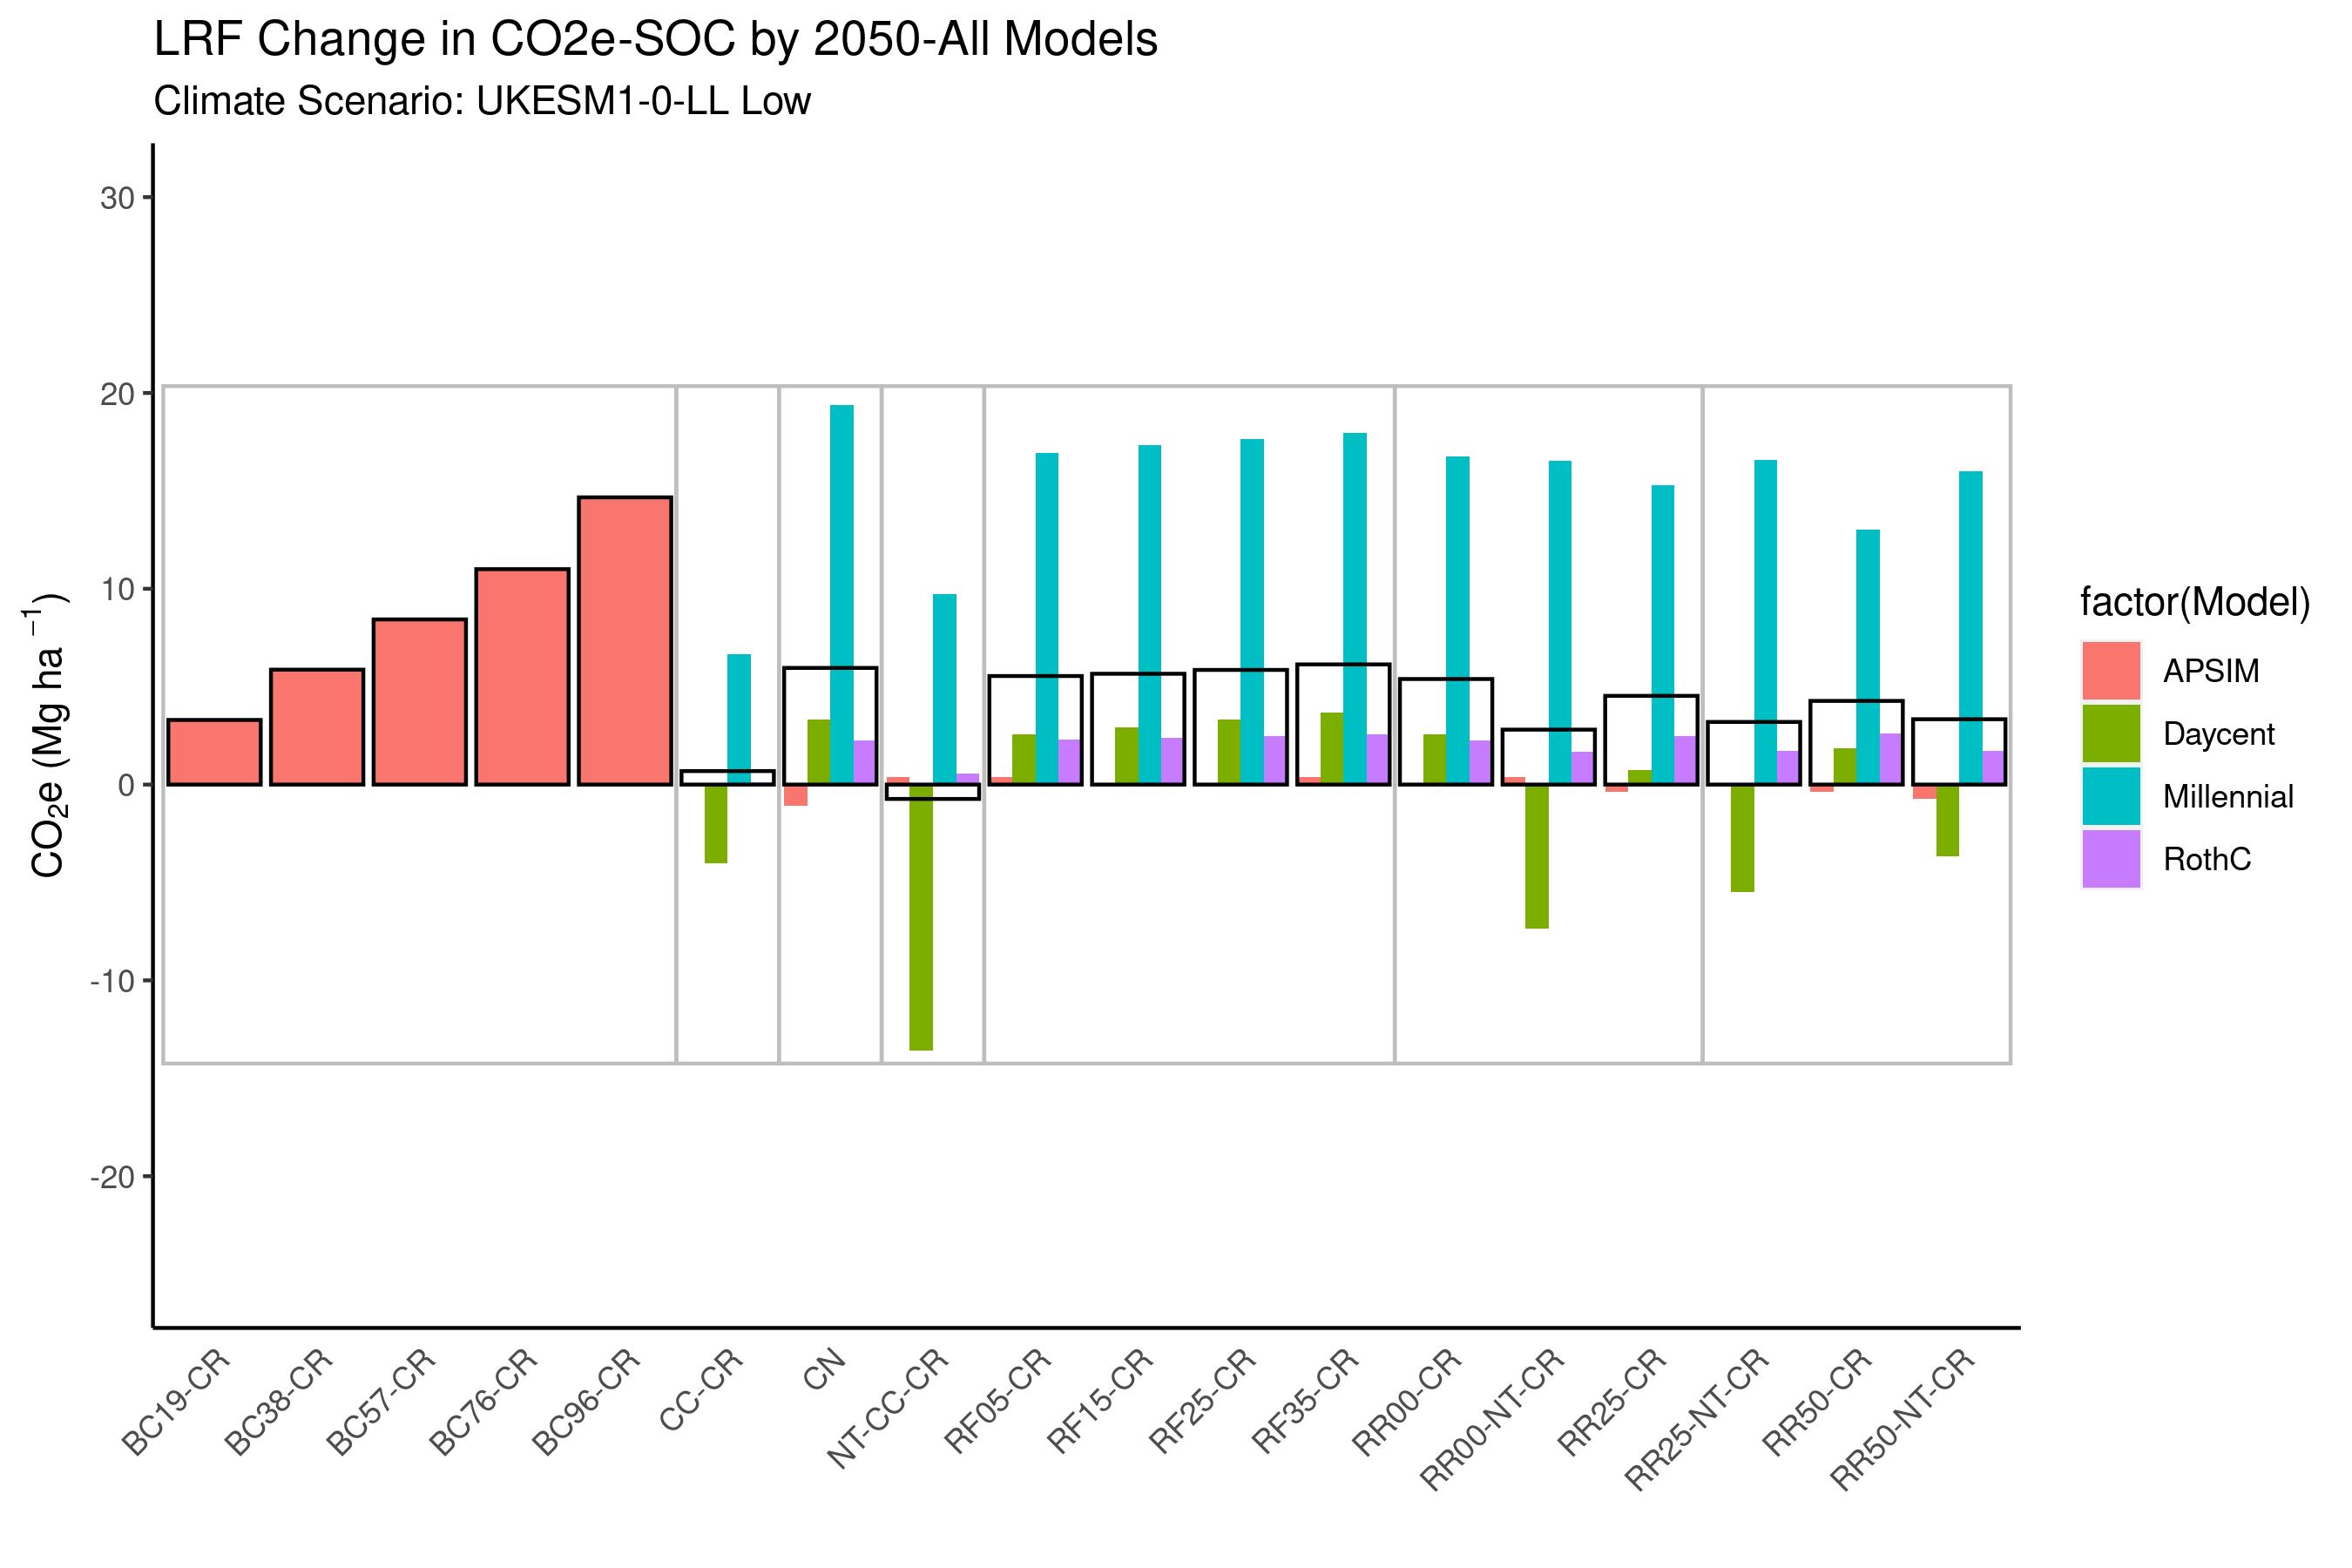 LRF Change in CO2e-SOC by 2050-All Models
Climate Scenario: UKESM1-0-LL Low
CO₂e (Mg ha ⁻¹)
30
20
10
0
-10
-20
BC19-CR
BC38-CR
BC57-CR
BC76-CR
BC96-CR
CC-CR
CN
NT-CC-CR
RF05-CR
RF15-CR
RF25-CR
RF35-CR
RR00-CR
RR00-NT-CR
RR25-CR
RR25-NT-CR
RR50-CR
RR50-NT-CR
factor(Model)
APSIM
Daycent
Millennial
RothC